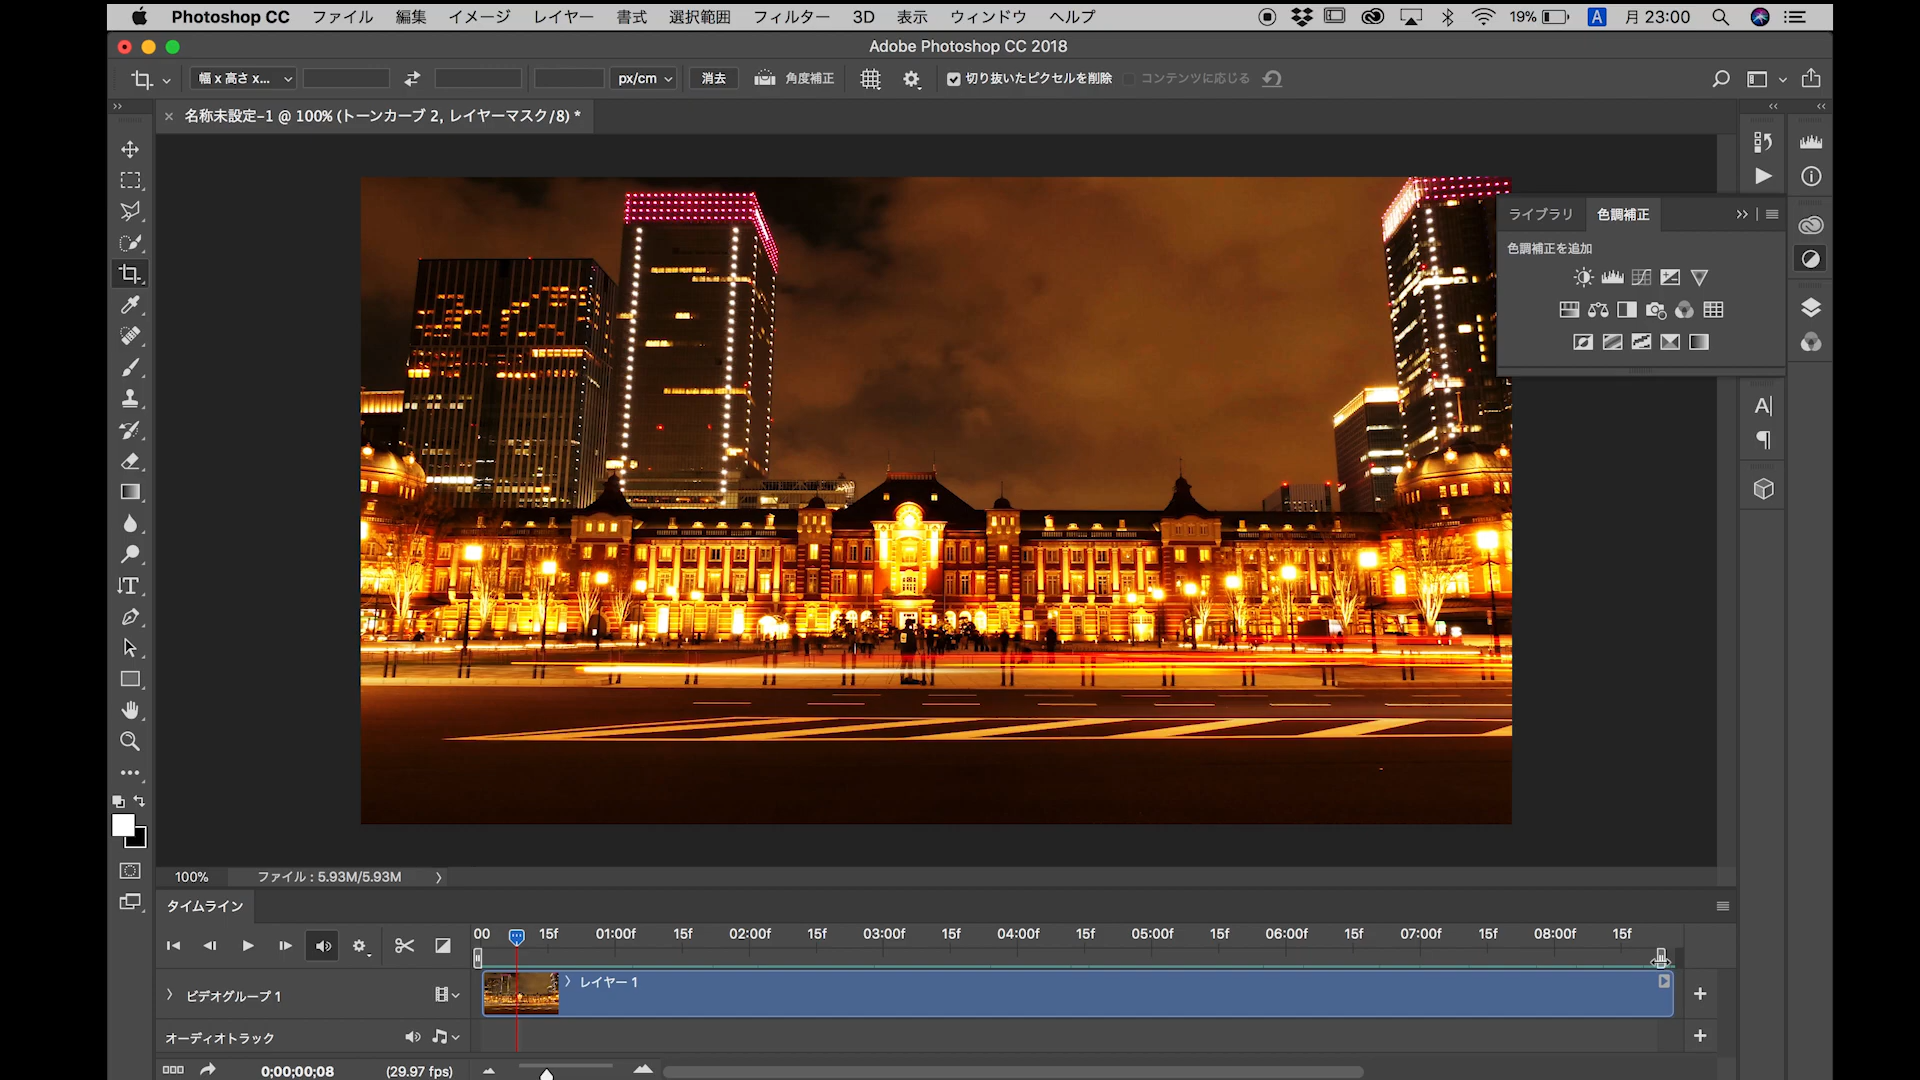 Photoshop CC ファイル 編集 イメージ レイヤー 書式 選択範囲 フィルター 3D 表示 ウィンドウ ヘルプ 19% A 月 23:00
Adobe Photoshop CC 2018
幅 x 高さ x... px/cm 消去 角度補正 切り抜いたピクセルを削除 コンテンツに応じる
名称未設定-1 @ 100% (トーンカーブ 2, レイヤーマスク/8) *
ライブラリ 色調補正
色調補正を追加
100% ファイル : 5.93M/5.93M
タイムライン
00 15f 01:00f 15f 02:00f 15f 03:00f 15f 04:00f 15f 05:00f 15f 06:00f 15f 07:00f 15f 08:00f 15f
レイヤー 1
ビデオグループ 1
オーディオトラック
0;00;00;08 (29.97 fps)